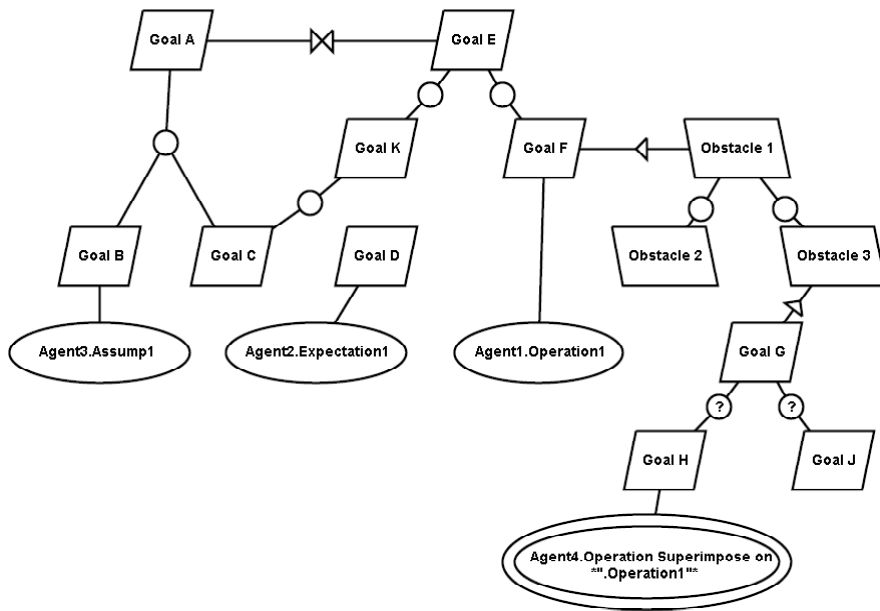 Goal A
Goal E
Goal K
Goal F
Obstacle 1
Goal B
Goal C
Goal D
Obstacle 2
Obstacle 3
Agent3.Assump1
Agent2.Expectation1
Agent1.Operation1
Goal G
?
?
Goal H
Goal J
Agent4.Operation Superimpose on
*".Operation1"*